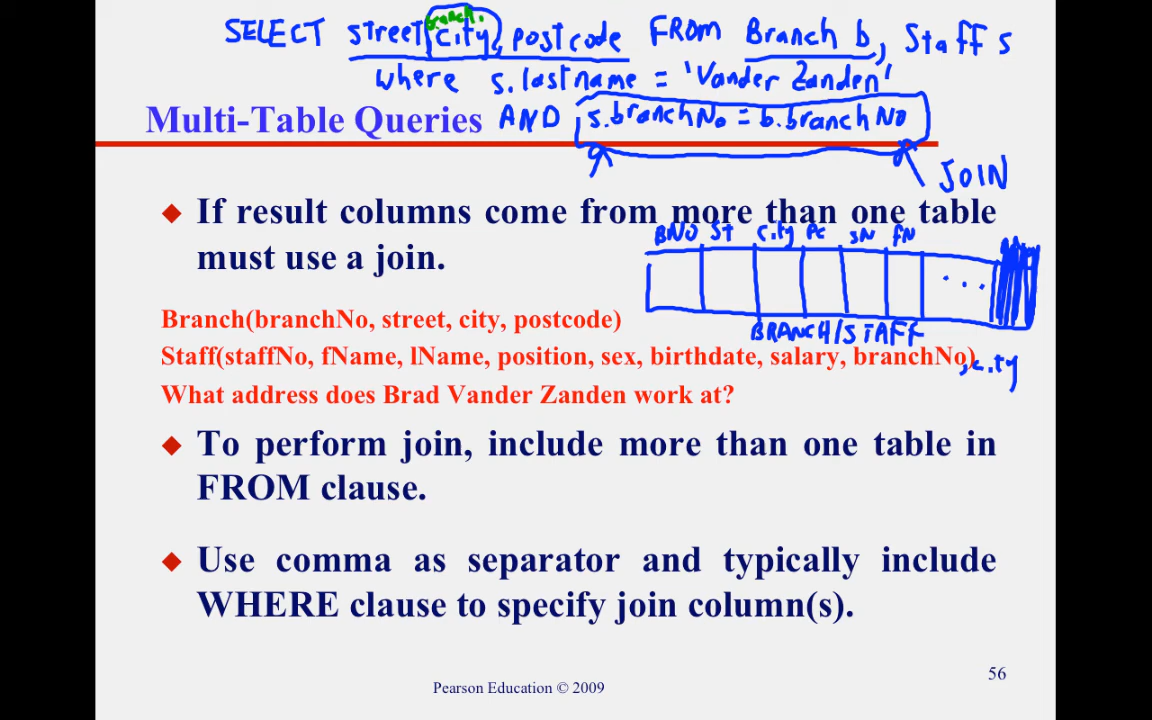 branch.
SELECT street, city, postcode FROM Branch b, Staff s
where s.lastname = 'Vander Zanden'
Multi-Table Queries AND s.branchNo = b.branchNo
JOIN
◆ If result columns come from more than one table
must use a join.
BNO St City PC SN FN
...
BRANCH/STAFF
Branch(branchNo, street, city, postcode)
Staff(staffNo, fName, lName, position, sex, birthdate, salary, branchNo)
, city
What address does Brad Vander Zanden work at?
◆ To perform join, include more than one table in
FROM clause.
◆ Use comma as separator and typically include
WHERE clause to specify join column(s).
56
Pearson Education © 2009